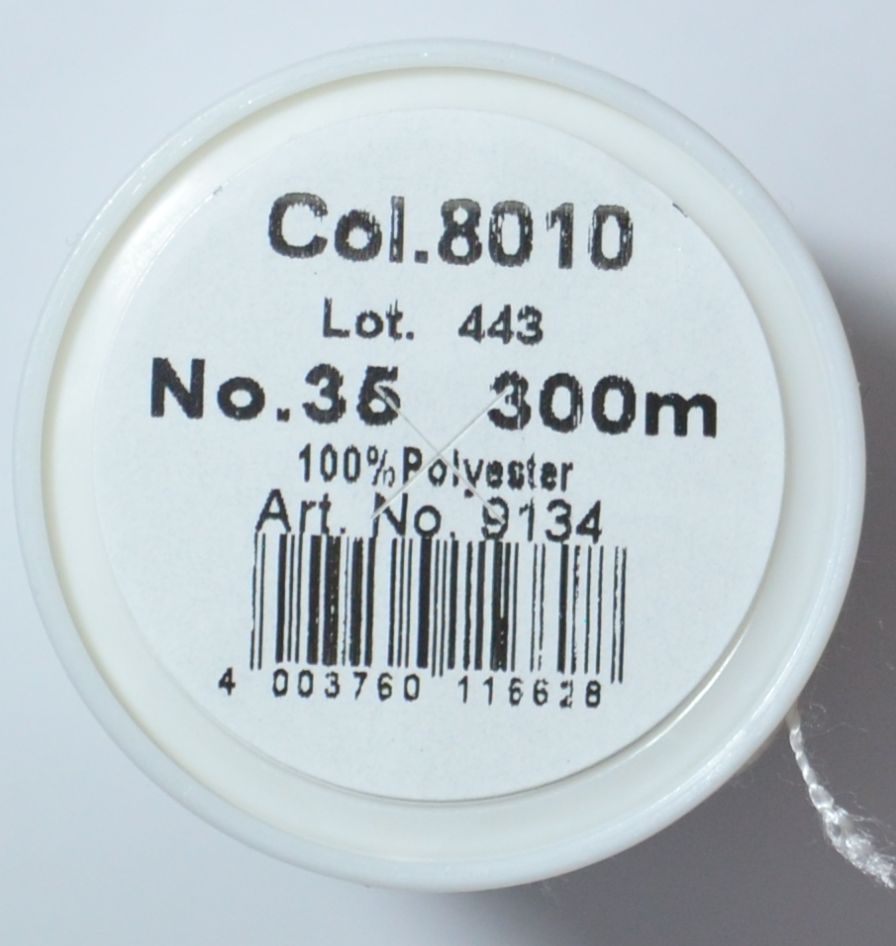 Col.8010
Lot. 443
No.35 300m
100% Polyester
Art. No. 9134
4 003760 116628